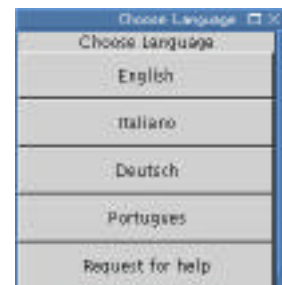 Choose Language
Choose Language
English
Italiano
Deutsch
Portugues
Request for help